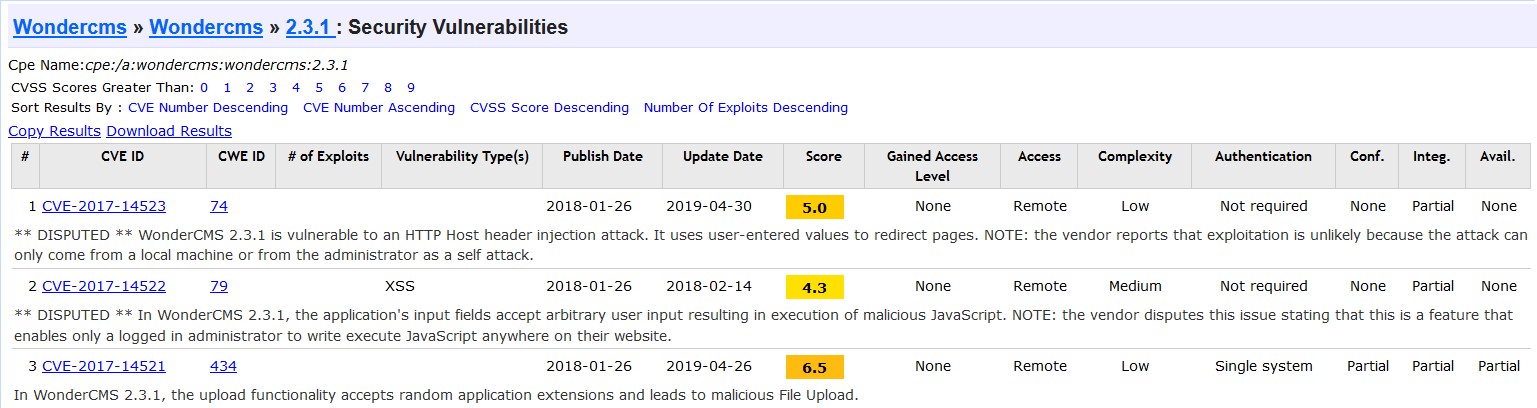 Wondercms » Wondercms » 2.3.1 : Security Vulnerabilities
Cpe Name:cpe:/a:wondercms:wondercms:2.3.1
CVSS Scores Greater Than: 0 1 2 3 4 5 6 7 8 9
Sort Results By : CVE Number Descending CVE Number Ascending CVSS Score Descending Number Of Exploits Descending
Copy Results Download Results
# CVE ID CWE ID # of Exploits Vulnerability Type(s) Publish Date Update Date Score Gained Access Level Access Complexity Authentication Conf. Integ. Avail.
1 CVE-2017-14523 74 2018-01-26 2019-04-30 5.0 None Remote Low Not required None Partial None
** DISPUTED ** WonderCMS 2.3.1 is vulnerable to an HTTP Host header injection attack. It uses user-entered values to redirect pages. NOTE: the vendor reports that exploitation is unlikely because the attack can
only come from a local machine or from the administrator as a self attack.
2 CVE-2017-14522 79 XSS 2018-01-26 2018-02-14 4.3 None Remote Medium Not required None Partial None
** DISPUTED ** In WonderCMS 2.3.1, the application's input fields accept arbitrary user input resulting in execution of malicious JavaScript. NOTE: the vendor disputes this issue stating that this is a feature that
enables only a logged in administrator to write execute JavaScript anywhere on their website.
3 CVE-2017-14521 434 2018-01-26 2019-04-26 6.5 None Remote Low Single system Partial Partial Partial
In WonderCMS 2.3.1, the upload functionality accepts random application extensions and leads to malicious File Upload.